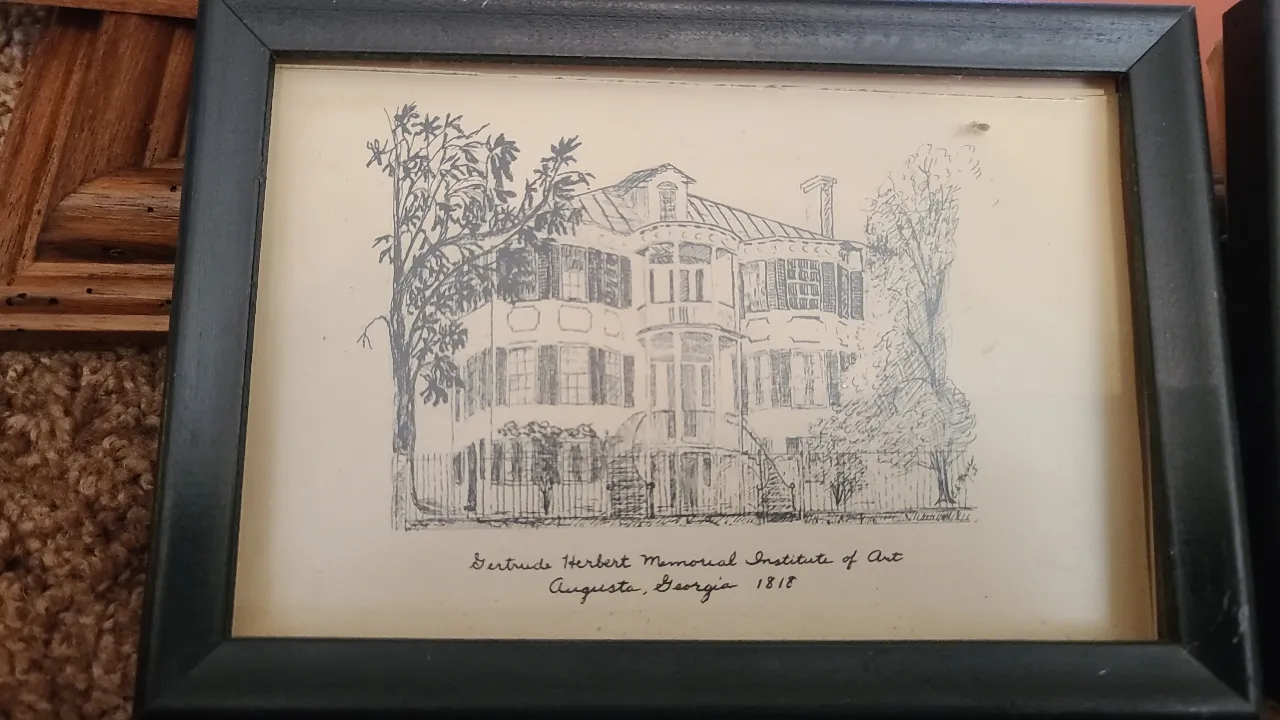 Gertrude Herbert Memorial Institute of Art
Augusta, Georgia 1818